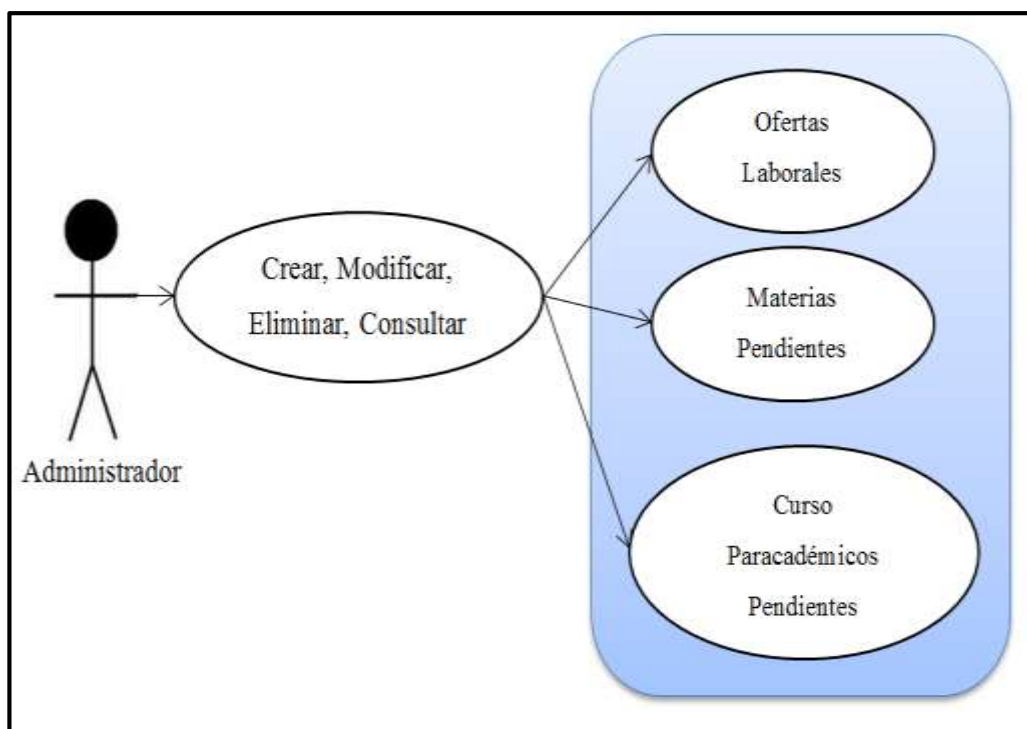 Administrador
Crear, Modificar,
Eliminar, Consultar
Ofertas
Laborales
Materias
Pendientes
Curso
Paracadémicos
Pendientes